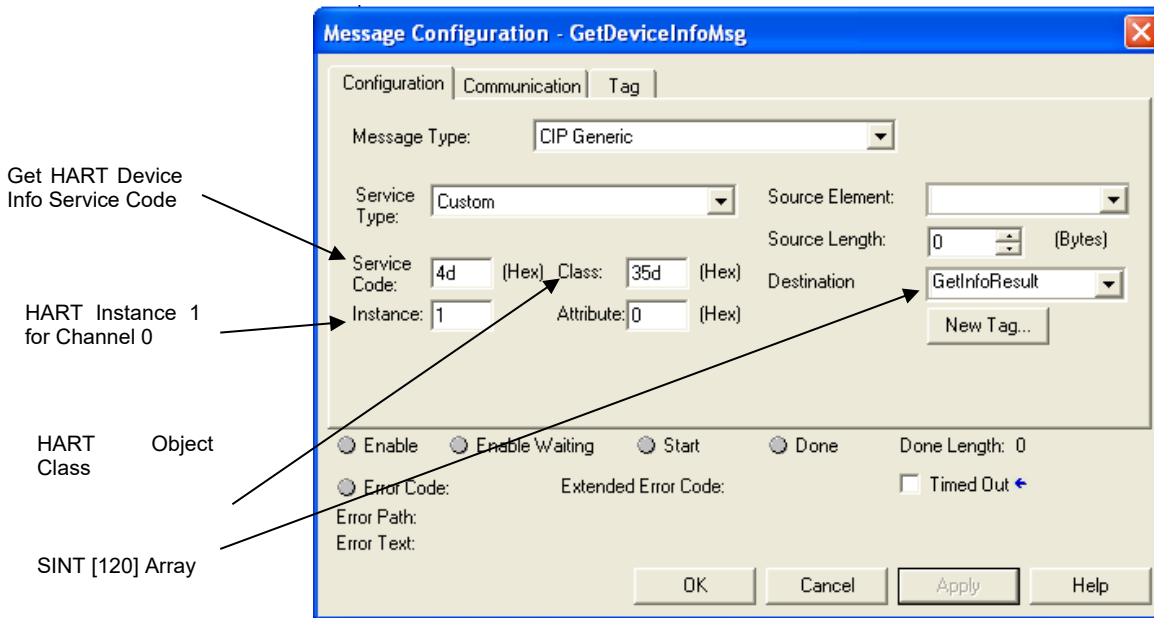 Message Configuration - GetDeviceInfoMsg
Configuration Communication Tag
Message Type: CIP Generic
Get HART Device
Info Service Code
Service
Type: Custom
Source Element:
Source Length: 0 (Bytes)
Service
Code: 4d (Hex) Class: 35d (Hex)
Destination GetInfoResult
HART Instance 1
for Channel 0
Instance: 1 Attribute: 0 (Hex)
New Tag...
HART Object
Class
Enable Enable Waiting Start Done Done Length: 0
Error Code: Extended Error Code: Timed Out
Error Path:
Error Text:
SINT [120] Array
OK Cancel Apply Help